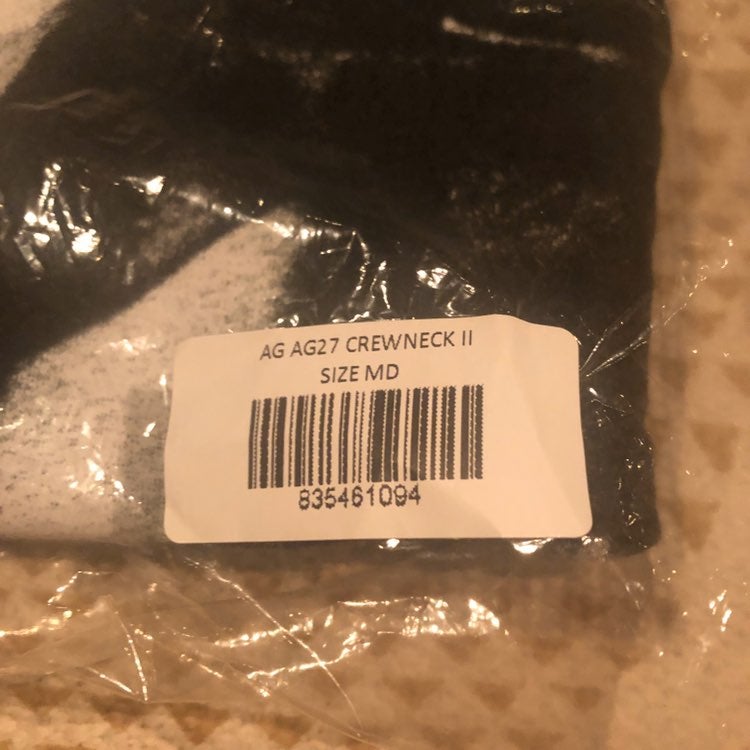 AG AG27 CREWNECK II
SIZE MD
835461094